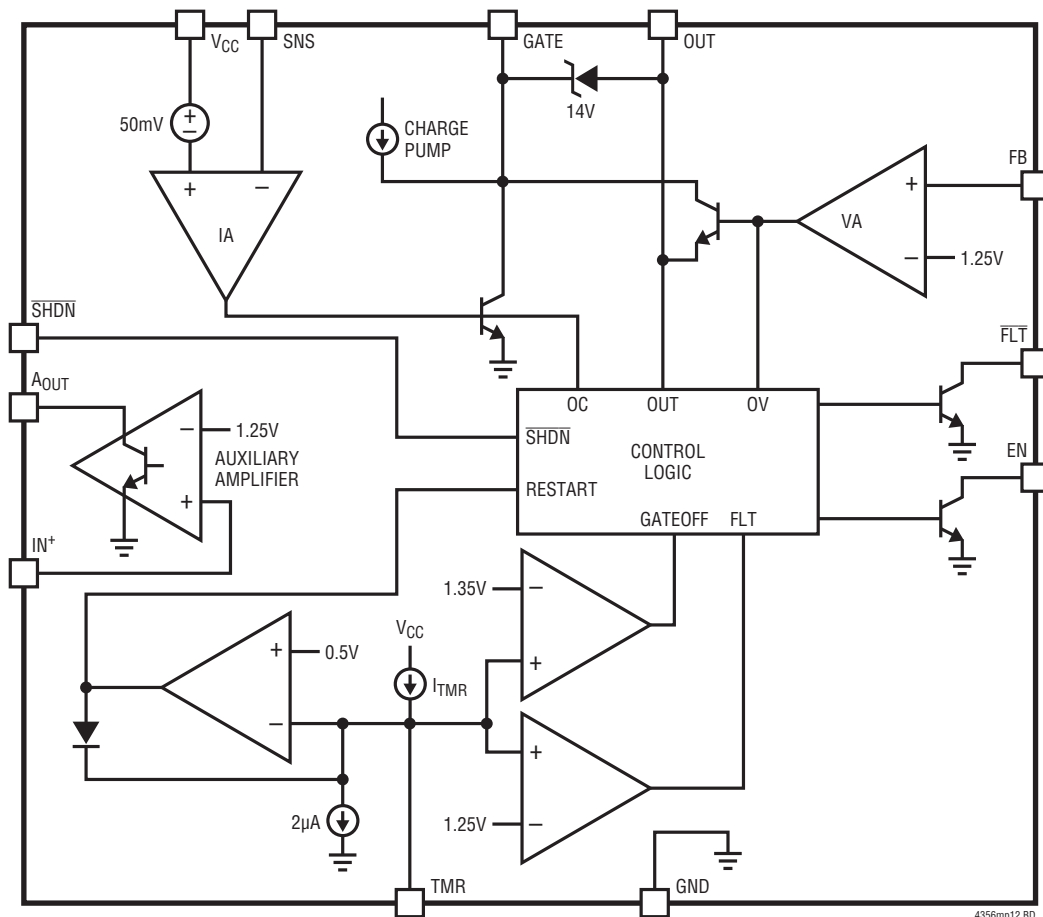 VCC
SNS
GATE
OUT
50mV
+
−
14V
CHARGE
PUMP
FB
+
−
IA
+
VA
−
1.25V
SHDN
FLT
AOUT
OC
OUT
OV
−
1.25V
SHDN
CONTROL
LOGIC
EN
AUXILIARY
AMPLIFIER
RESTART
+
GATEOFF
FLT
IN+
1.35V
−
VCC
+
0.5V
ITMR
+
−
+
2µA
1.25V
−
TMR
GND
4356mp12 BD